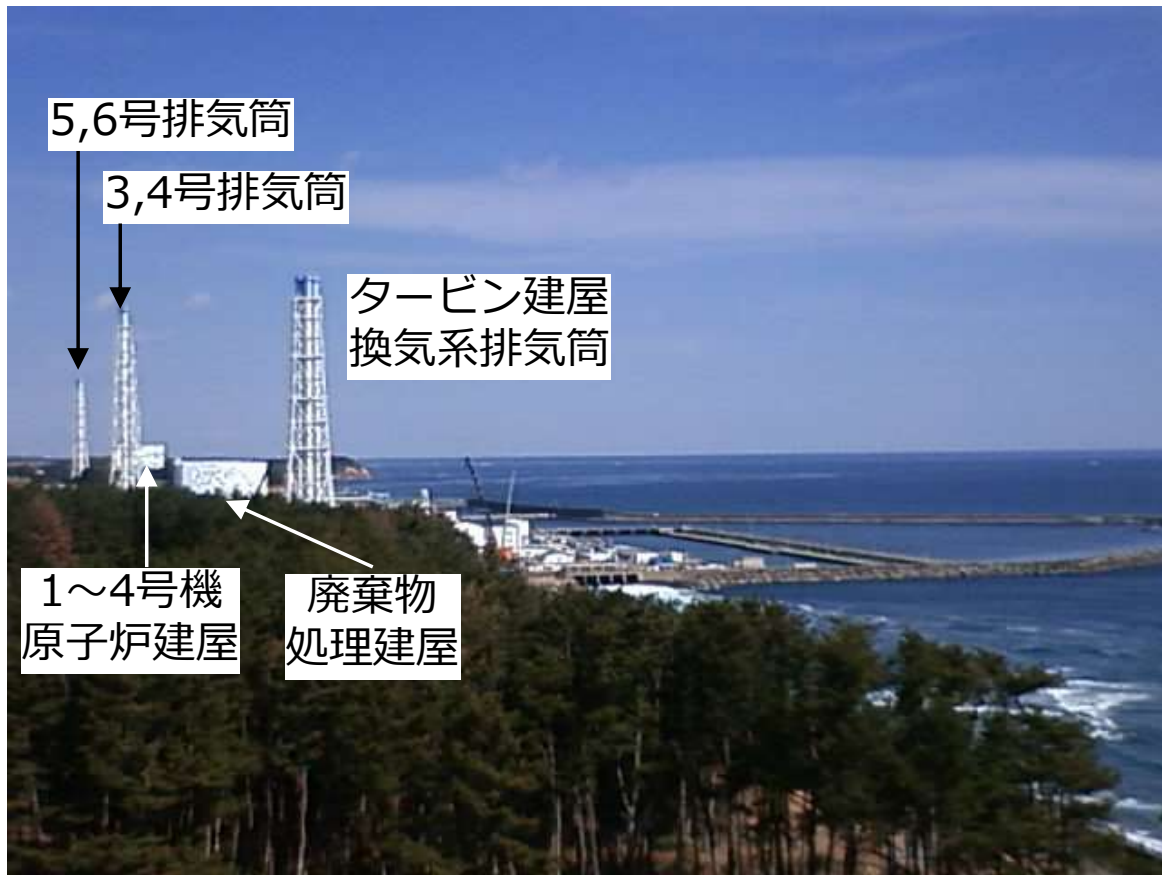 5,6号排気筒
3,4号排気筒
タービン建屋
換気系排気筒
1～4号機
原子炉建屋
廃棄物
処理建屋